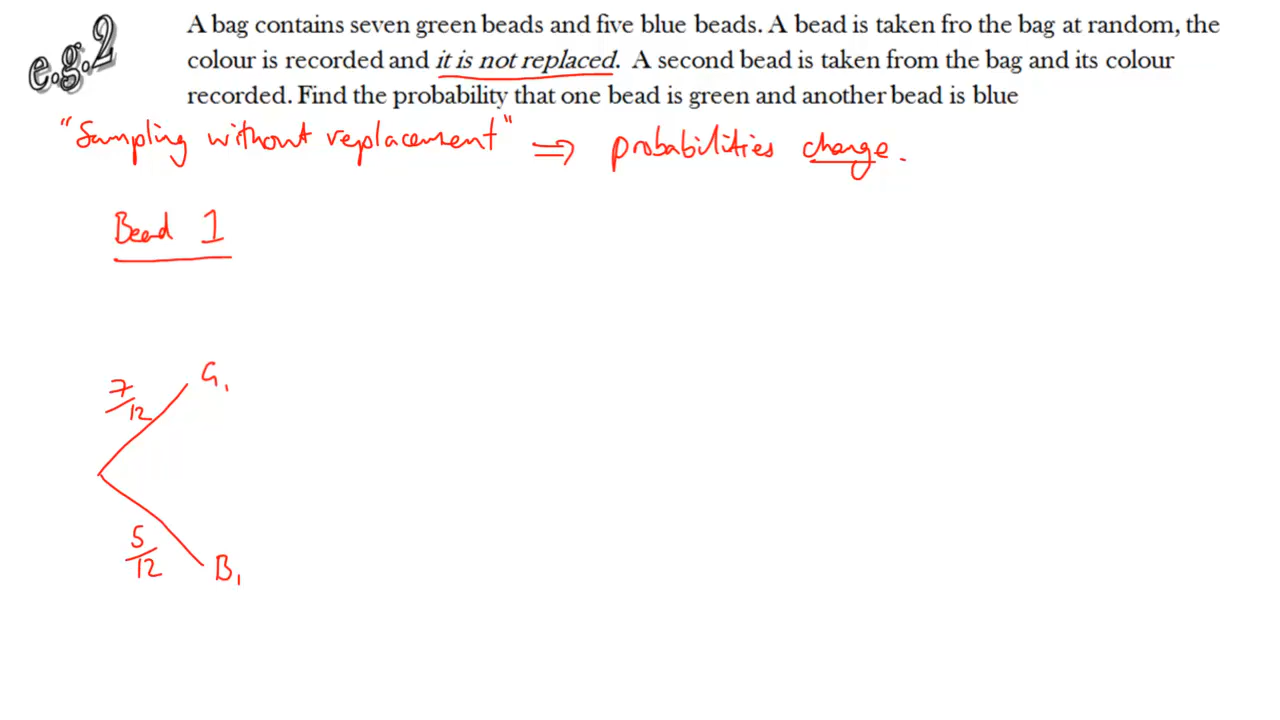 e.g.2
A bag contains seven green beads and five blue beads. A bead is taken fro the bag at random, the
colour is recorded and it is not replaced. A second bead is taken from the bag and its colour
recorded. Find the probability that one bead is green and another bead is blue
"Sampling without replacement" ⇒ probabilities change.
Bead 1
7/12
G₁
5/12
B₁